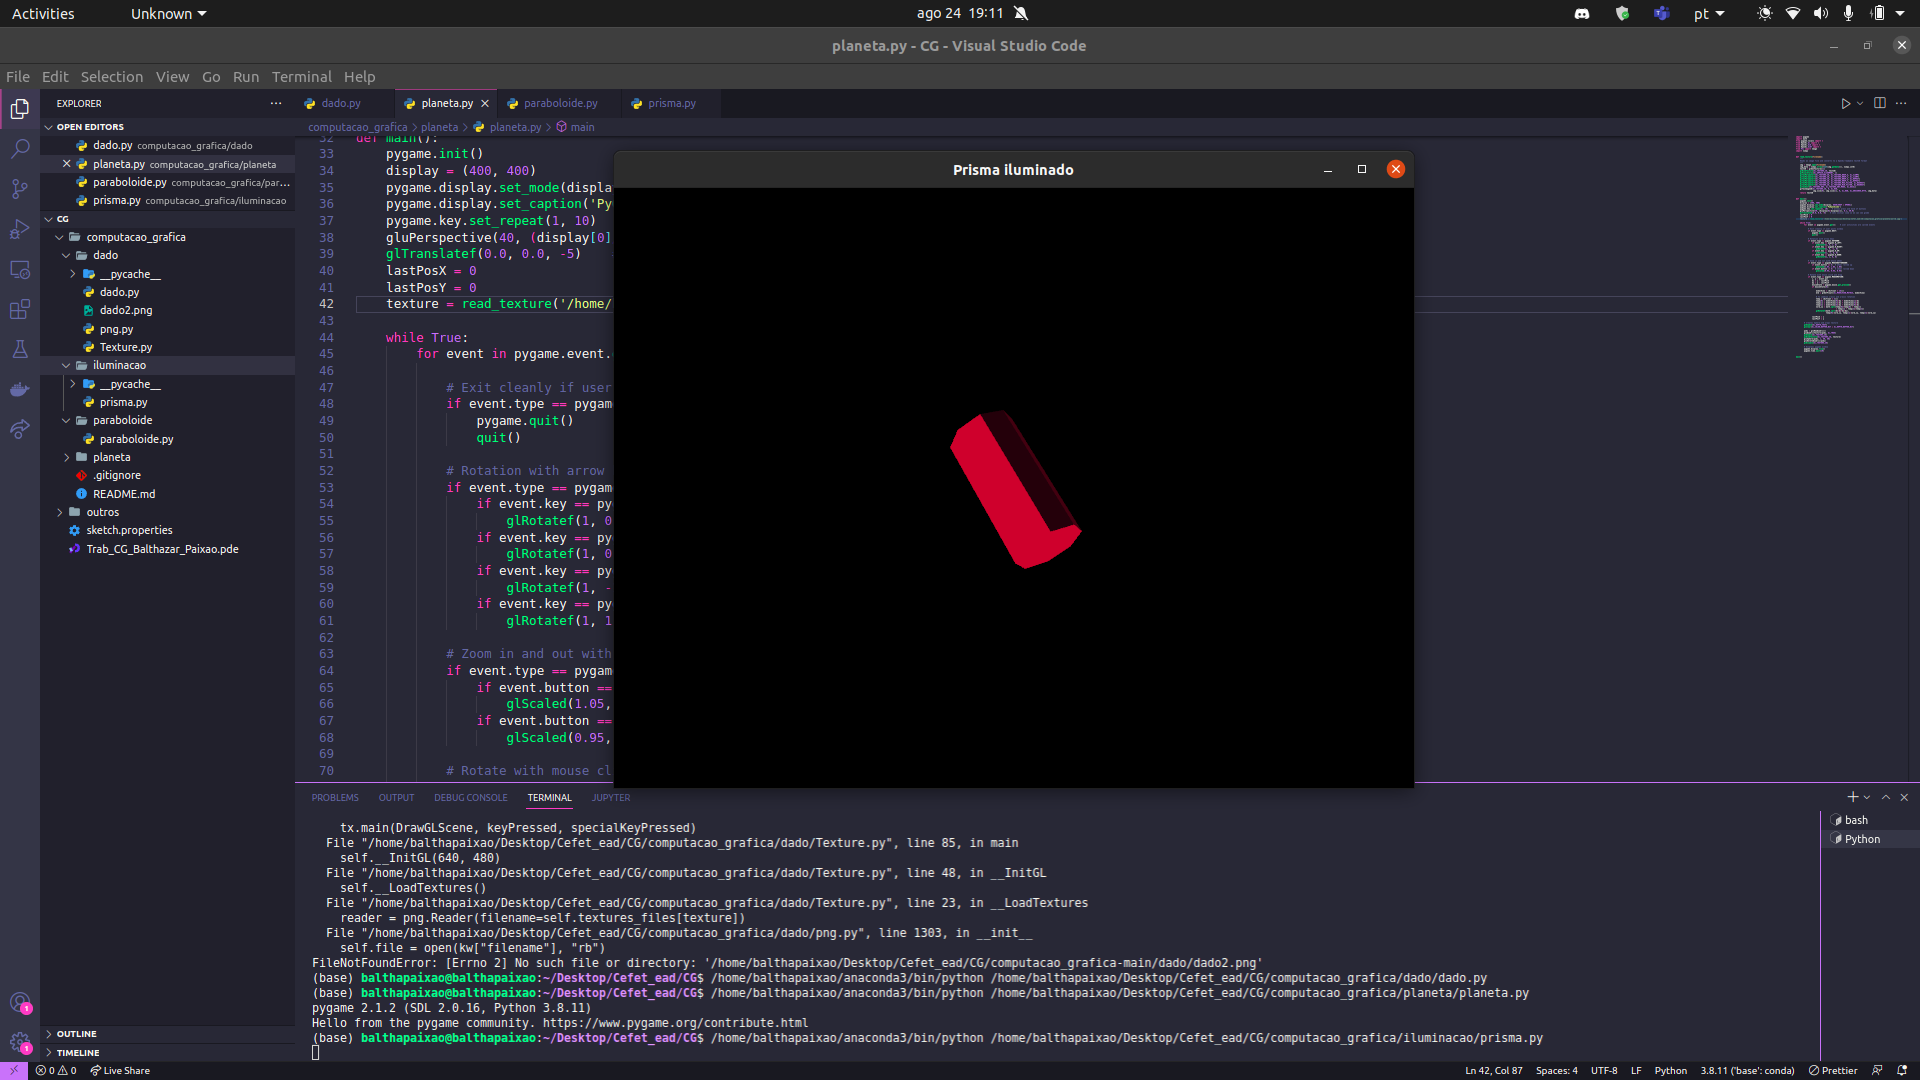 Activities
Unknown
ago 24 19:11
pt
planeta.py - CG - Visual Studio Code
File Edit Selection View Go Run Terminal Help
EXPLORER
OPEN EDITORS
dado.py computacao_grafica/dado
planeta.py computacao_grafica/planeta
paraboloide.py computacao_grafica/par...
prisma.py computacao_grafica/iluminacao
CG
computacao_grafica
dado
__pycache__
dado.py
dado2.png
png.py
Texture.py
iluminacao
__pycache__
prisma.py
paraboloide
paraboloide.py
planeta
.gitignore
README.md
outros
sketch.properties
Trab_CG_Balthazar_Paixao.pde
OUTLINE
TIMELINE
dado.py
planeta.py
paraboloide.py
prisma.py
computacao_grafica > planeta > planeta.py > main
32 def main():
33 pygame.init()
34 display = (400, 400)
35 pygame.display.set_mode(displa
36 pygame.display.set_caption('Py
37 pygame.key.set_repeat(1, 10)
38 gluPerspective(40, (display[0]
39 glTranslatef(0.0, 0.0, -5)
40 lastPosX = 0
41 lastPosY = 0
42 texture = read_texture('/home/
43
44 while True:
45 for event in pygame.event.
46
47 # Exit cleanly if user
48 if event.type == pygam
49 pygame.quit()
50 quit()
51
52 # Rotation with arrow
53 if event.type == pygam
54 if event.key == py
55 glRotatef(1, 0
56 if event.key == py
57 glRotatef(1, 0
58 if event.key == py
59 glRotatef(1, -
60 if event.key == py
61 glRotatef(1, 1
62
63 # Zoom in and out with
64 if event.type == pygam
65 if event.button ==
66 glScaled(1.05,
67 if event.button ==
68 glScaled(0.95,
69
70 # Rotate with mouse cl
Prisma iluminado
PROBLEMS OUTPUT DEBUG CONSOLE TERMINAL JUPYTER
tx.main(DrawGLScene, keyPressed, specialKeyPressed)
File "/home/balthapaixao/Desktop/Cefet_ead/CG/computacao_grafica/dado/Texture.py", line 85, in main
self.__InitGL(640, 480)
File "/home/balthapaixao/Desktop/Cefet_ead/CG/computacao_grafica/dado/Texture.py", line 48, in __InitGL
self.__LoadTextures()
File "/home/balthapaixao/Desktop/Cefet_ead/CG/computacao_grafica/dado/Texture.py", line 23, in __LoadTextures
reader = png.Reader(filename=self.textures_files[texture])
File "/home/balthapaixao/Desktop/Cefet_ead/CG/computacao_grafica/dado/png.py", line 1303, in __init__
self.file = open(kw["filename"], "rb")
FileNotFoundError: [Errno 2] No such file or directory: '/home/balthapaixao/Desktop/Cefet_ead/CG/computacao_grafica-main/dado/dado2.png'
(base) balthapaixao@balthapaixao:~/Desktop/Cefet_ead/CG$ /home/balthapaixao/anaconda3/bin/python /home/balthapaixao/Desktop/Cefet_ead/CG/computacao_grafica/dado/dado.py
(base) balthapaixao@balthapaixao:~/Desktop/Cefet_ead/CG$ /home/balthapaixao/anaconda3/bin/python /home/balthapaixao/Desktop/Cefet_ead/CG/computacao_grafica/planeta/planeta.py
pygame 2.1.2 (SDL 2.0.16, Python 3.8.11)
Hello from the pygame community. https://www.pygame.org/contribute.html
(base) balthapaixao@balthapaixao:~/Desktop/Cefet_ead/CG$ /home/balthapaixao/anaconda3/bin/python /home/balthapaixao/Desktop/Cefet_ead/CG/computacao_grafica/iluminacao/prisma.py
bash
Python
1
1
0 0 Live Share
Ln 42, Col 87 Spaces: 4 UTF-8 LF Python 3.8.11 ('base': conda) Prettier